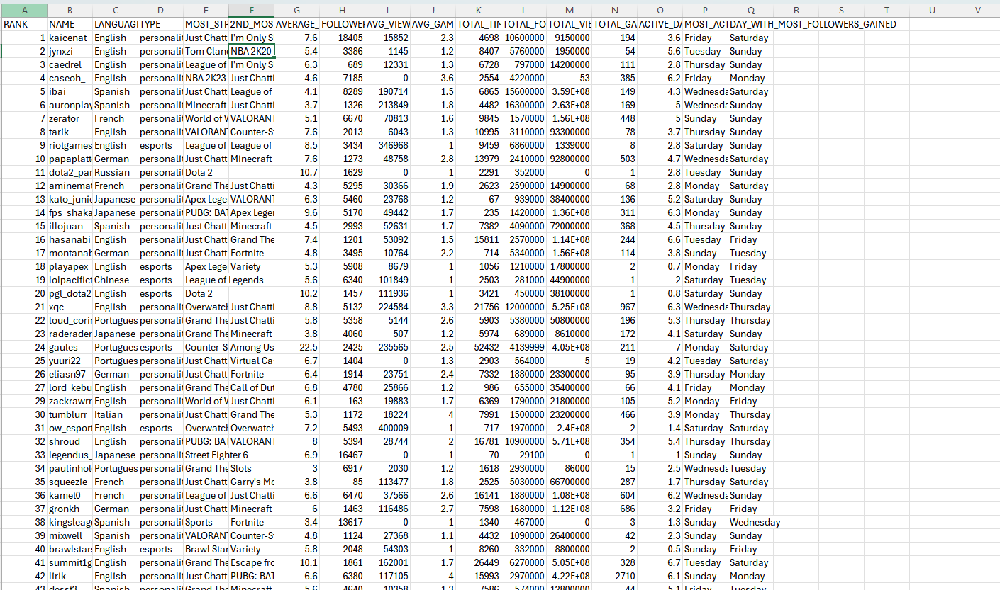 A B C D E F G H I J K L M N O P Q R S T U V
RANK NAME LANGUAG TYPE MOST_STR 2ND_MOS AVERAGE_ FOLLOWE AVG_VIEW AVG_GAM TOTAL_TIM TOTAL_FO TOTAL_VIE TOTAL_GA ACTIVE_DA MOST_ACT DAY_WITH_MOST_FOLLOWERS_GAINED
1 kaicenat English personalit Just Chatti I'm Only S 7.6 18405 15852 2.3 4698 10600000 9150000 194 3.6 Friday Saturday
2 jynxzi English personalit Tom Clan NBA 2K20 5.4 3386 1145 1.2 8407 5760000 1950000 54 5.6 Tuesday Sunday
3 caedrel English personalit League of I'm Only S 6.3 689 12331 1.3 6728 797000 14200000 111 2.8 Thursday Sunday
4 caseoh_ English personalit NBA 2K23 Just Chatti 4.6 7185 0 3.6 2554 4220000 53 385 6.2 Friday Monday
5 ibai Spanish personalit Just Chatti League of 4.1 8289 190714 1.5 6865 15600000 3.59E+08 149 4.3 Wednesda Saturday
6 auronplay Spanish personalit Minecraft Just Chatti 3.7 1326 213849 1.8 4482 16300000 2.63E+08 169 5 Wednesda Sunday
7 zerator French personalit World of W VALORANT 5.1 6670 70813 1.6 9845 1570000 1.56E+08 448 5 Sunday Sunday
8 tarik English personalit VALORANT Counter-S 7.6 2013 6043 1.3 10995 3110000 93300000 78 3.7 Thursday Sunday
9 riotgames English esports League of League of 8.5 3434 346968 1 9459 6860000 1339000 8 2.8 Saturday Sunday
10 papaplatt German personalit Just Chatti Minecraft 7.6 1273 48758 2.8 13979 2410000 92800000 503 4.7 Wednesda Saturday
11 dota2_par Russian personalit Dota 2 10.7 1629 0 1 2291 352000 0 1 2.8 Tuesday Sunday
12 aminemat French personalit Grand The Just Chatti 4.3 5295 30366 1.9 2623 2590000 14900000 68 2.8 Monday Saturday
13 kato_junic Japanese personalit Apex Leger VALORANT 6.3 5460 23768 1.2 67 939000 38400000 136 5.2 Saturday Sunday
14 fps_shaka Japanese personalit PUBG: BAT Apex Leger 9.6 5170 49442 1.7 235 1420000 1.36E+08 311 6.3 Monday Sunday
15 illojuan Spanish personalit Just Chatti Minecraft 4.5 2993 52631 1.7 7382 4090000 72000000 368 4.5 Thursday Sunday
16 hasanabi English personalit Just Chatti Grand The 7.4 1201 53092 1.5 15811 2570000 1.14E+08 244 6.6 Tuesday Friday
17 montanab German personalit Just Chatti Fortnite 4.8 3495 10764 2.2 714 5340000 1.56E+08 114 3.8 Sunday Tuesday
18 playapex English esports Apex Leger Variety 5.3 5908 8679 1 1056 1210000 17800000 2 0.7 Monday Friday
19 lolpacifict Chinese esports League of Legends 5.6 6340 101849 1 2503 281000 44900000 1 2 Saturday Tuesday
20 pgl_dota2 English esports Dota 2 10.2 1457 111936 1 3421 450000 38100000 1 0.8 Saturday Sunday
21 xqc English personalit Overwatch Just Chatti 8.8 5132 224584 3.3 21756 12000000 5.25E+08 967 6.3 Wednesda Thursday
22 loud_corin Portugues personalit Grand The Just Chatti 5.8 5358 5144 2.6 5903 5380000 50800000 196 5.3 Thursday Thursday
23 raderader Japanese personalit Grand The Minecraft 3.8 4060 507 1.2 5974 689000 8610000 172 4.1 Saturday Sunday
24 gaules Portugues esports Counter-S Among Us 22.5 2425 235565 2.5 52432 4139999 4.05E+08 211 7 Monday Saturday
25 yuuri22 Portugues personalit Just Chatti Virtual Ca 6.7 1404 0 1.3 2903 564000 5 19 4.2 Tuesday Saturday
26 eliasn97 German personalit Just Chatti Fortnite 6.4 1914 23751 2.4 7332 1880000 23300000 95 3.9 Thursday Monday
27 lord_kebu English personalit Grand The Call of Dut 6.8 4780 25866 1.2 986 655000 35400000 66 4.1 Friday Monday
29 zackrawrr English personalit World of W Just Chatti 6.1 163 19883 1.7 6369 1790000 21800000 105 5.2 Monday Friday
30 tumblurr Italian personalit Just Chatti Grand The 5.3 1172 18224 4 7991 1500000 23200000 466 3.9 Monday Thursday
31 ow_esport English esports Overwatch Overwatch 7.2 5493 400009 1 717 1970000 2.4E+08 2 1.4 Saturday Saturday
32 shroud English personalit PUBG: BAT VALORANT 8 5394 28744 2 16781 10900000 5.71E+08 354 5.4 Thursday Thursday
33 legendus_ Japanese personalit Street Fighter 6 6.9 16467 0 1 70 29100 0 1 1 Sunday Sunday
34 paulinhol Portugues personalit Grand The Slots 3 6917 2030 1.2 1618 2930000 86000 15 2.5 Wednesda Tuesday
35 squeezie French personalit Just Chatti Garry's Mo 3.8 85 113477 1.8 2525 5030000 66700000 287 1.7 Thursday Saturday
36 kamet0 French personalit League of Just Chatti 6.6 6470 37566 2.6 16141 1880000 1.08E+08 604 6.2 Wednesda Saturday
37 gronkh German personalit Just Chatti Minecraft 6 1463 116486 2.7 7598 1680000 1.12E+08 686 3.2 Friday Friday
38 kingsleag Spanish personalit Sports Fortnite 3.4 13617 0 1 1340 467000 0 3 1.3 Sunday Wednesday
39 mixwell Spanish personalit VALORANT Counter-S 4.8 1124 27368 1.1 4432 1090000 26400000 42 2.3 Sunday Sunday
40 brawlstars English esports Brawl Star Variety 5.8 2048 54303 1 8260 332000 8800000 2 0.5 Sunday Friday
41 summit1g English personalit Grand The Escape fro 10.1 1861 162001 1.7 26449 6270000 5.05E+08 328 6.7 Tuesday Saturday
42 lirik English personalit Just Chatti PUBG: BAT 6.6 6380 117105 4 15993 2970000 4.22E+08 2710 6.1 Sunday Monday
43 desst3 Spanish personalit Grand The Minecraft 5.6 4640 10358 1.3 7586 574000 12800000 44 5.1 Friday Tuesday